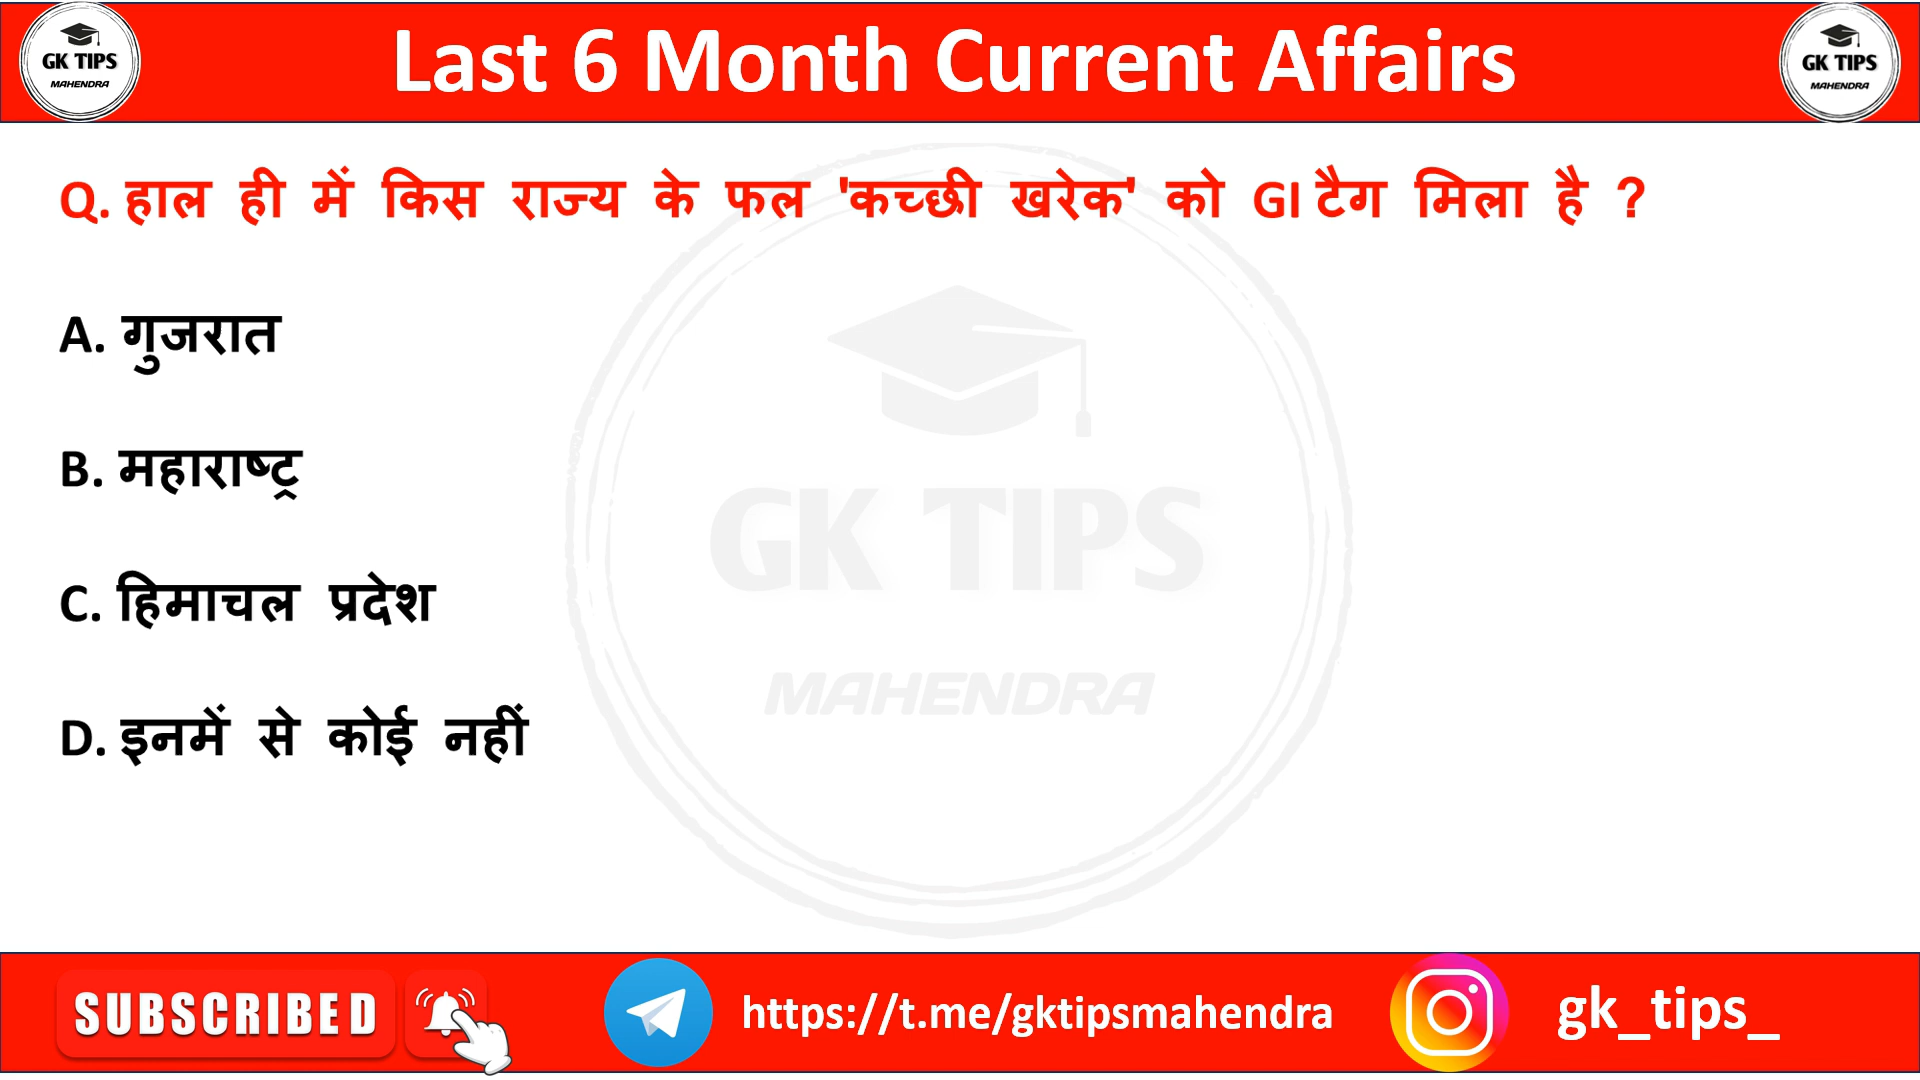 GK TIPS
MAHENDRA
Last 6 Month Current Affairs
GK TIPS
MAHENDRA
Q. हाल ही में किस राज्य के फल 'कच्छी खरेक' को GI टैग मिला है ?
A. गुजरात
B. महाराष्ट्र
C. हिमाचल प्रदेश
D. इनमें से कोई नहीं
GK TIPS
MAHENDRA
SUBSCRIBED
https://t.me/gktipsmahendra
gk_tips_